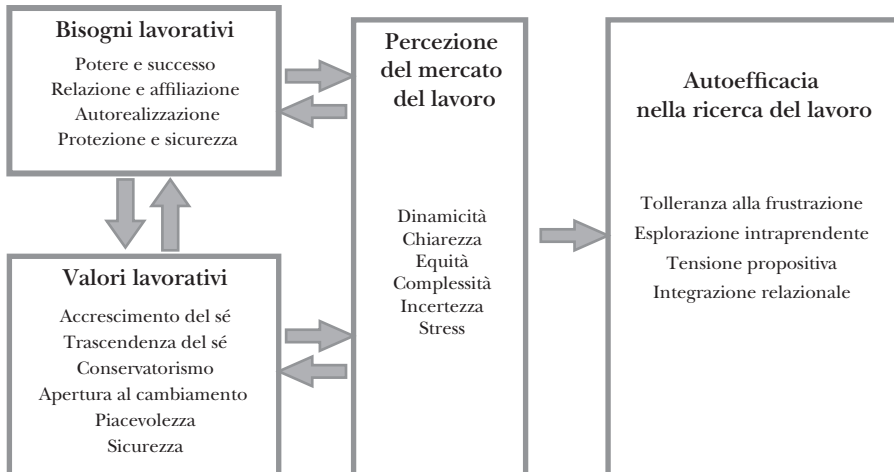 Bisogni lavorativi
Potere e successo
Relazione e affiliazione
Autorealizzazione
Protezione e sicurezza
Valori lavorativi
Accrescimento del sé
Trascendenza del sé
Conservatorismo
Apertura al cambiamento
Piacevolezza
Sicurezza
Percezione
del mercato
del lavoro
Dinamicità
Chiarezza
Equità
Complessità
Incertezza
Stress
Autoefficacia
nella ricerca del lavoro
Tolleranza alla frustrazione
Esplorazione intraprendente
Tensione propositiva
Integrazione relazionale